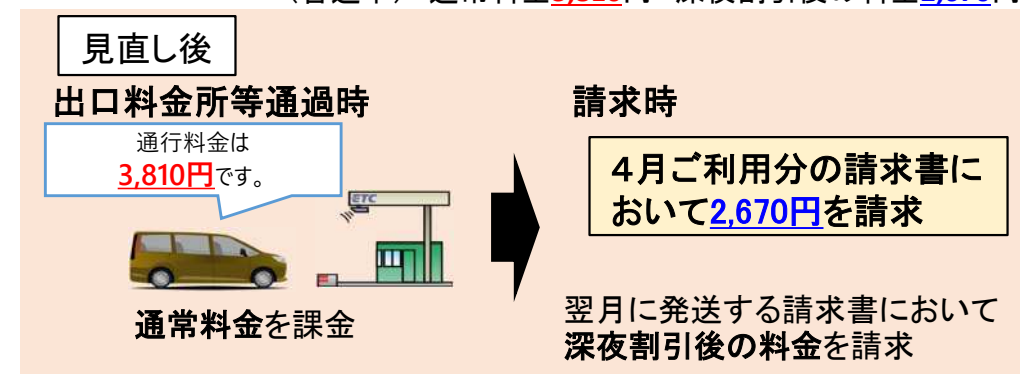 見直し後
出口料金所等通過時
請求時
通行料金は
3,810円です。
ETC
4月ご利用分の請求書に
おいて2,670円を請求
通常料金を課金
翌月に発送する請求書において
深夜割引後の料金を請求